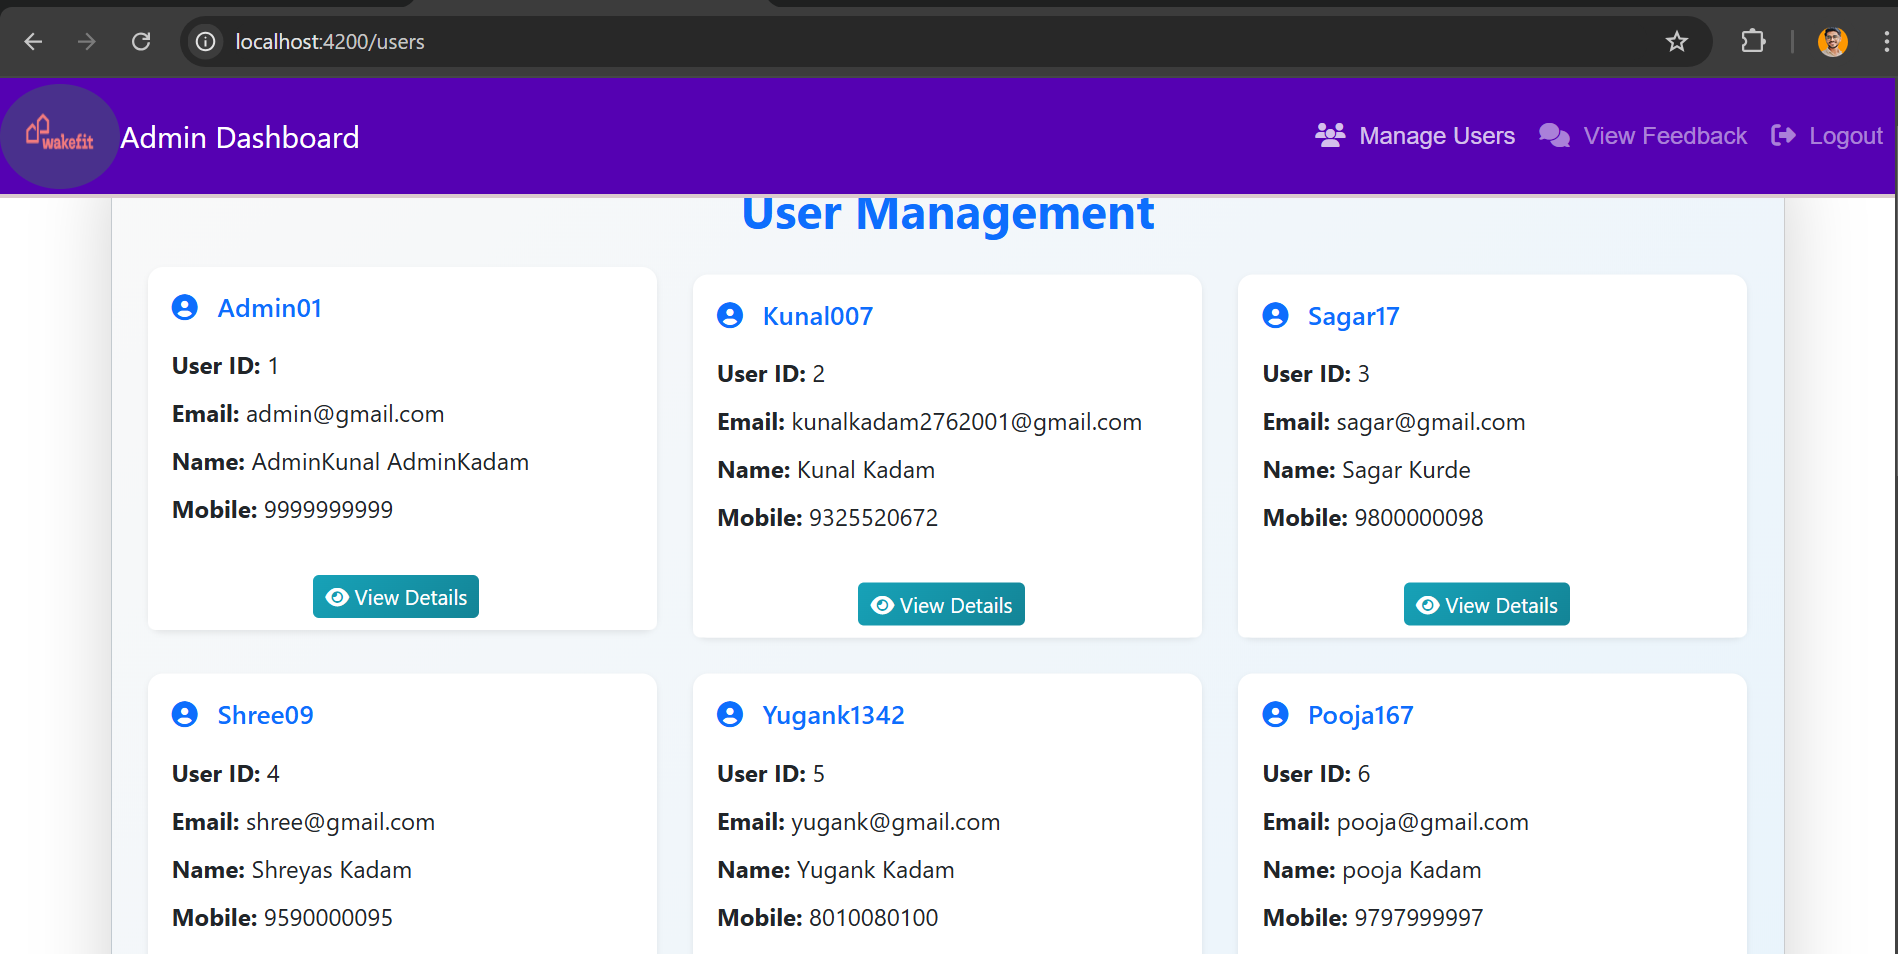 localhost:4200/users
wakefit
Admin Dashboard
Manage Users
View Feedback
Logout
User Management
Admin01
User ID: 1
Email: admin@gmail.com
Name: AdminKunal AdminKadam
Mobile: 9999999999
View Details
Kunal007
User ID: 2
Email: kunalkadam2762001@gmail.com
Name: Kunal Kadam
Mobile: 9325520672
View Details
Sagar17
User ID: 3
Email: sagar@gmail.com
Name: Sagar Kurde
Mobile: 9800000098
View Details
Shree09
User ID: 4
Email: shree@gmail.com
Name: Shreyas Kadam
Mobile: 9590000095
Yugank1342
User ID: 5
Email: yugank@gmail.com
Name: Yugank Kadam
Mobile: 8010080100
Pooja167
User ID: 6
Email: pooja@gmail.com
Name: pooja Kadam
Mobile: 9797999997